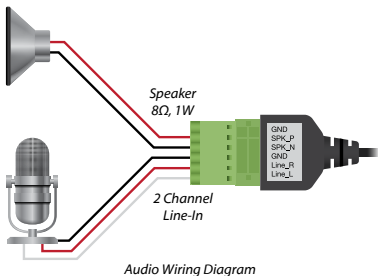 Speaker
8Ω, 1W
GND
SPK_P
SPK_N
GND
Line_R
Line_L
2 Channel
Line-In
Audio Wiring Diagram